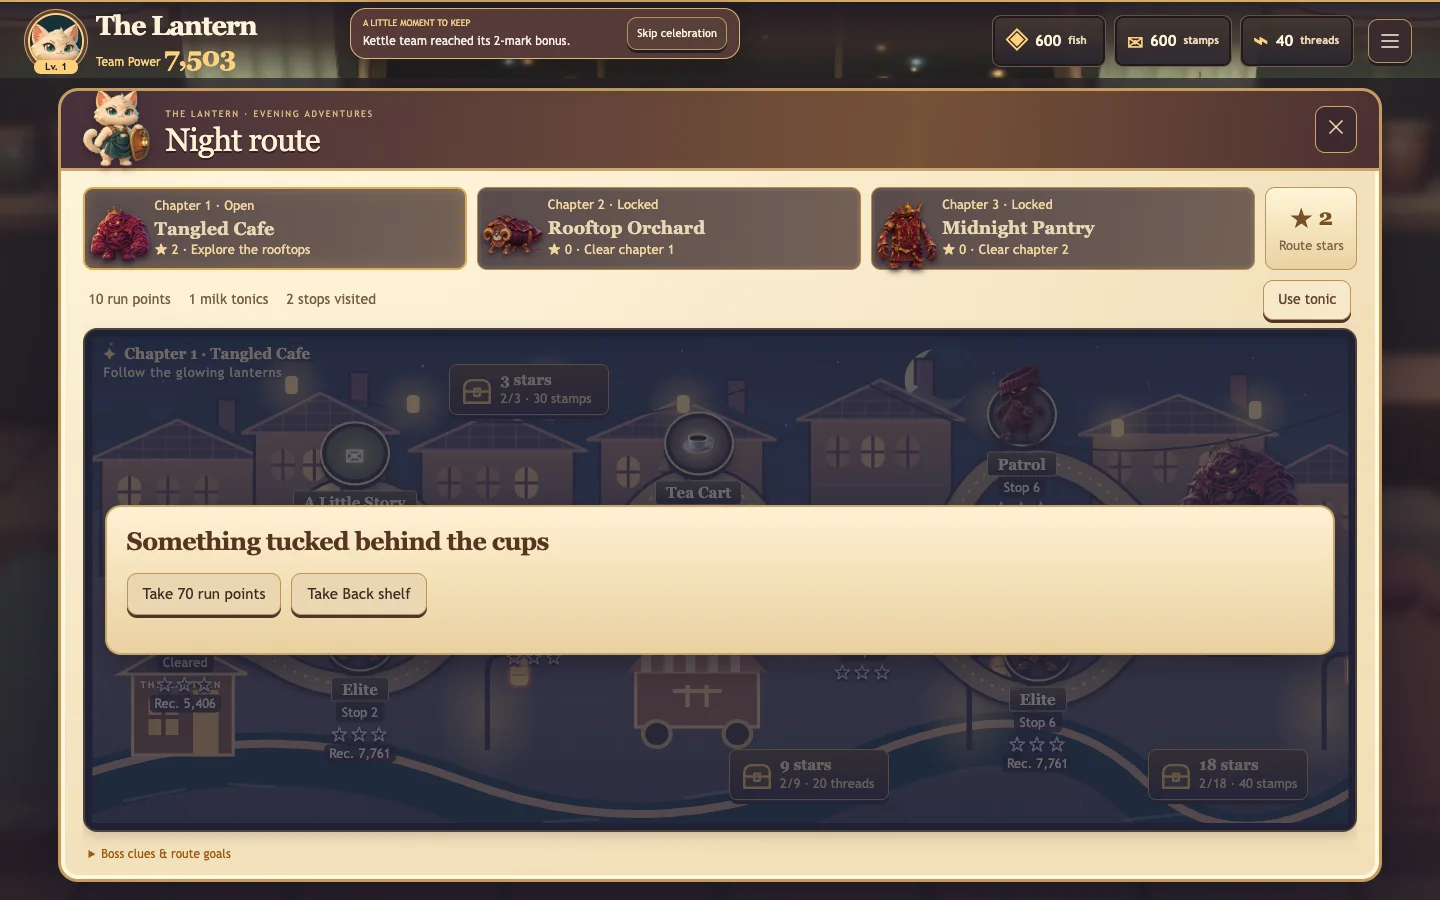 The Lantern
Lv. 1
Team Power 7,503
A LITTLE MOMENT TO KEEP
Kettle team reached its 2-mark bonus.
Skip celebration
600 fish
600 stamps
40 threads
THE LANTERN · EVENING ADVENTURES
Night route
Chapter 1 · Open
Tangled Cafe
★ 2 · Explore the rooftops
Chapter 2 · Locked
Rooftop Orchard
★ 0 · Clear chapter 1
Chapter 3 · Locked
Midnight Pantry
★ 0 · Clear chapter 2
★ 2
Route stars
10 run points
1 milk tonics
2 stops visited
Use tonic
Chapter 1 · Tangled Cafe
Follow the glowing lanterns
3 stars
2/3 · 30 stamps
A Little Story
Tea Cart
Patrol
Stop 6
Something tucked behind the cups
Take 70 run points
Take Back shelf
Cleared
Rec. 5,406
Elite
Stop 2
Rec. 7,761
Elite
Stop 6
Rec. 7,761
9 stars
2/9 · 20 threads
18 stars
2/18 · 40 stamps
Boss clues & route goals